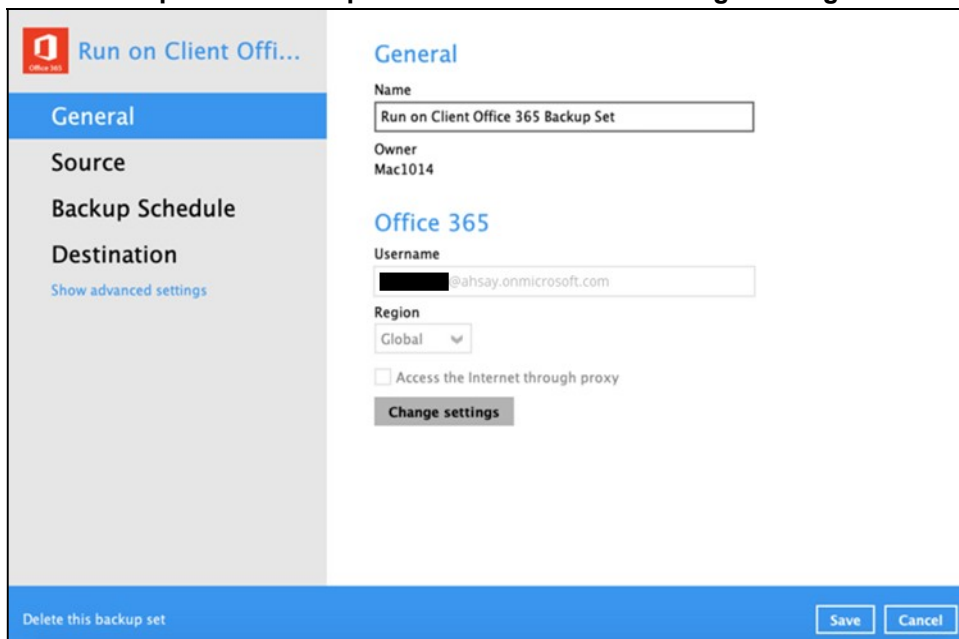 Office 365
Run on Client Offi...
General
Source
Backup Schedule
Destination
Show advanced settings
General
Name
Run on Client Office 365 Backup Set
Owner
Mac1014
Office 365
Username
@ahsay.onmicrosoft.com
Region
Global
Access the Internet through proxy
Change settings
Delete this backup set
Save
Cancel